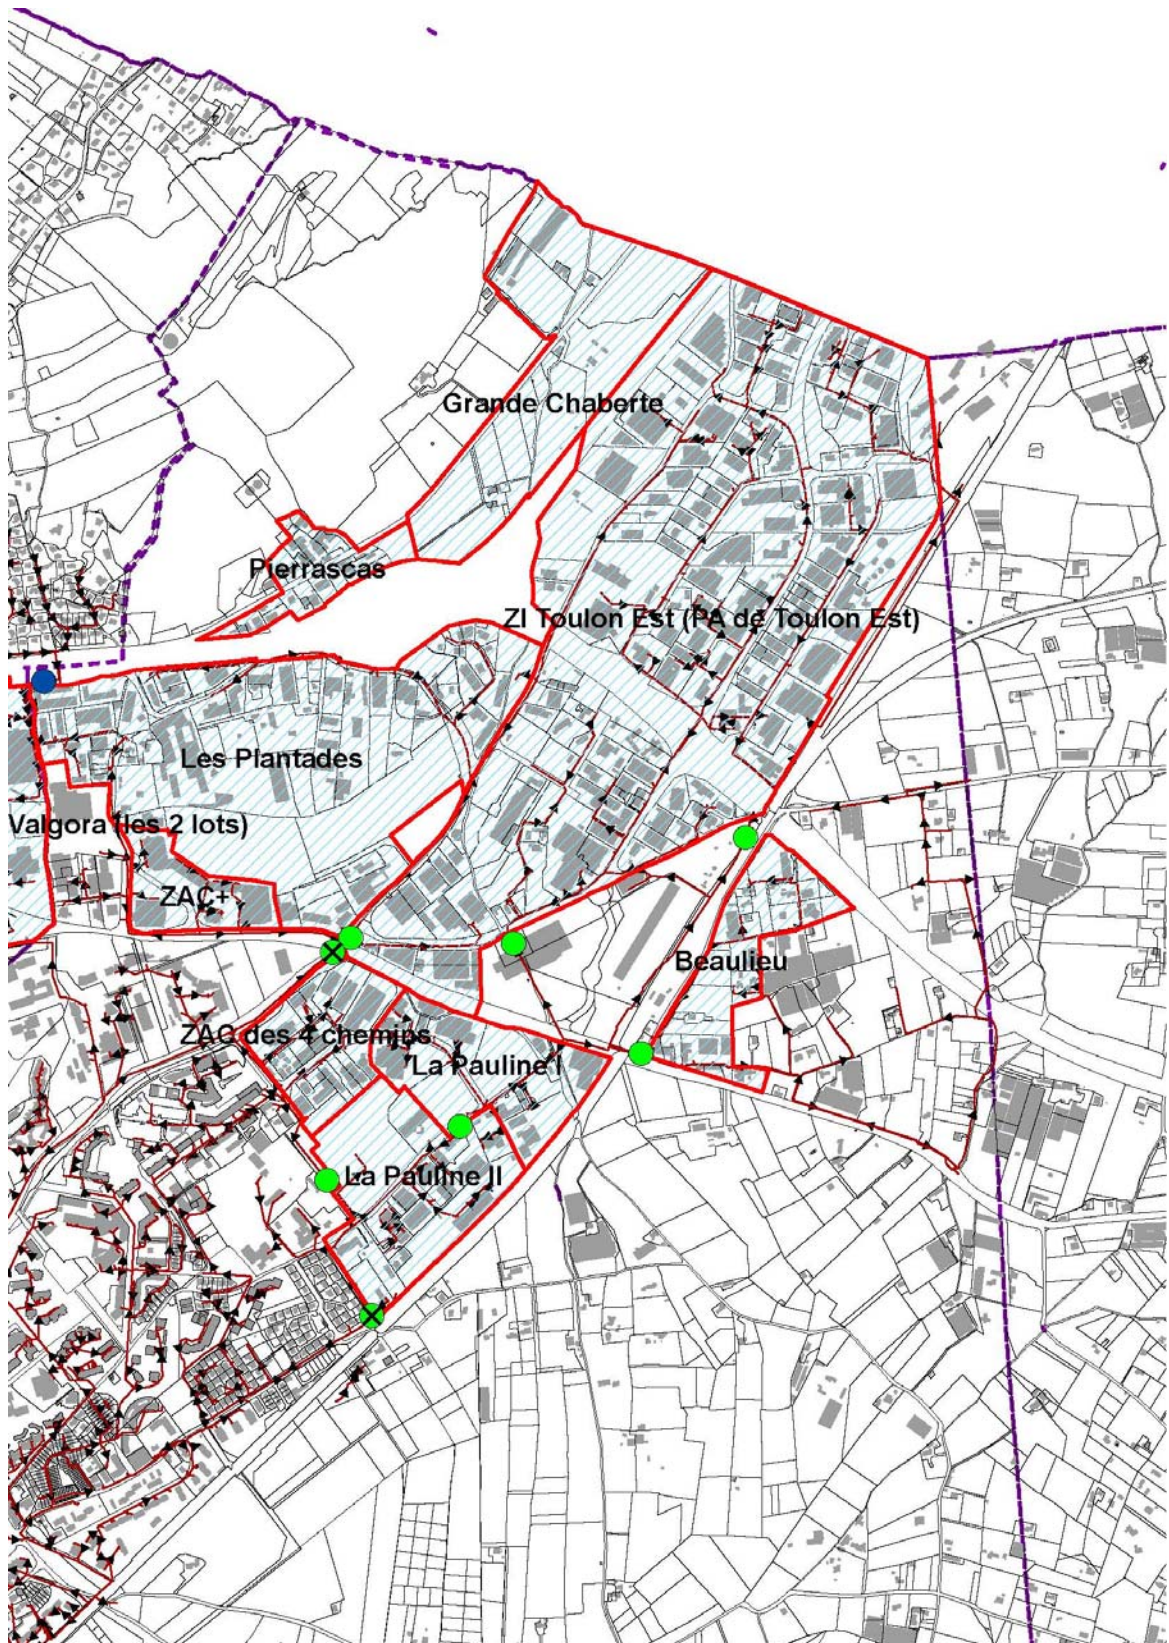 Grande Chaberte
Pierrascas
ZI Toulon Est (PA de Toulon Est)
Les Plantades
Valgora (les 2 lots)
ZAC+
Beaulieu
ZAC des 4 chemins
La Pauline I
La Pauline II